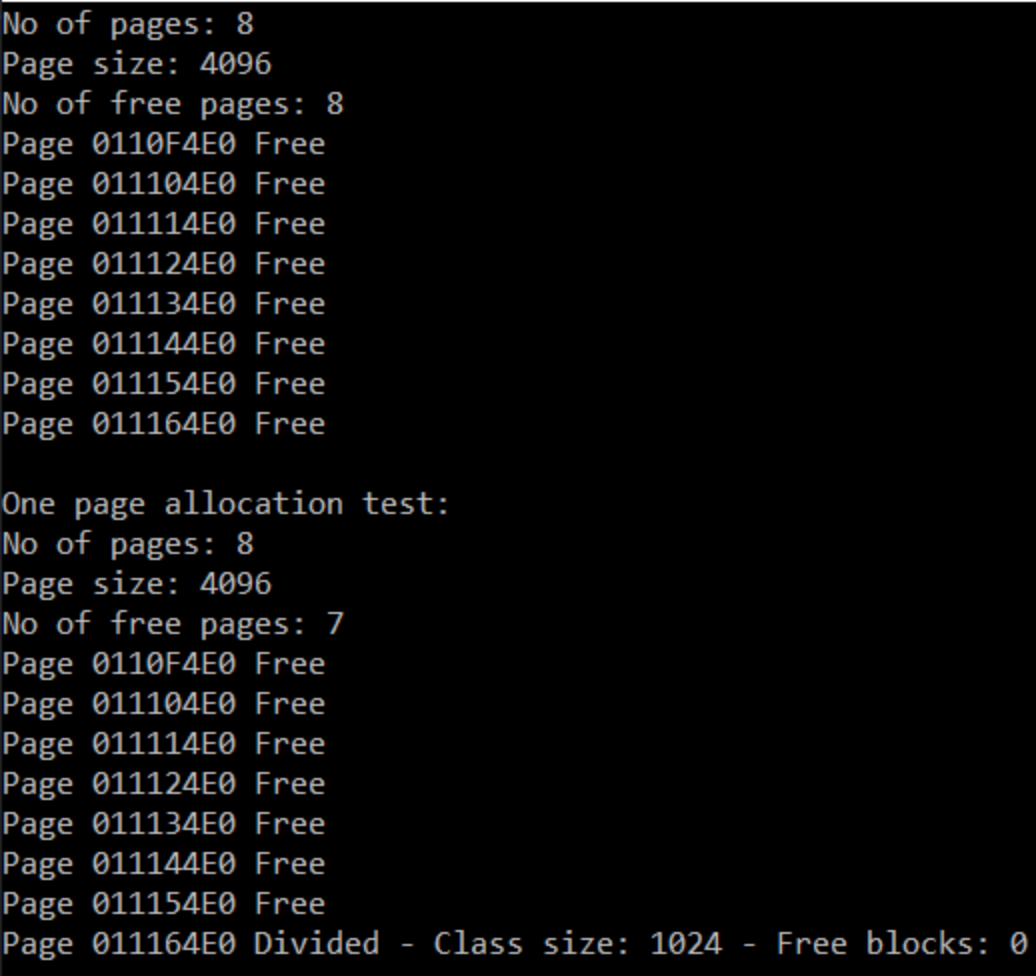 No of pages: 8
Page size: 4096
No of free pages: 8
Page 0110F4E0 Free
Page 011104E0 Free
Page 011114E0 Free
Page 011124E0 Free
Page 011134E0 Free
Page 011144E0 Free
Page 011154E0 Free
Page 011164E0 Free
One page allocation test:
No of pages: 8
Page size: 4096
No of free pages: 7
Page 0110F4E0 Free
Page 011104E0 Free
Page 011114E0 Free
Page 011124E0 Free
Page 011134E0 Free
Page 011144E0 Free
Page 011154E0 Free
Page 011164E0 Divided - Class size: 1024 - Free blocks: 0